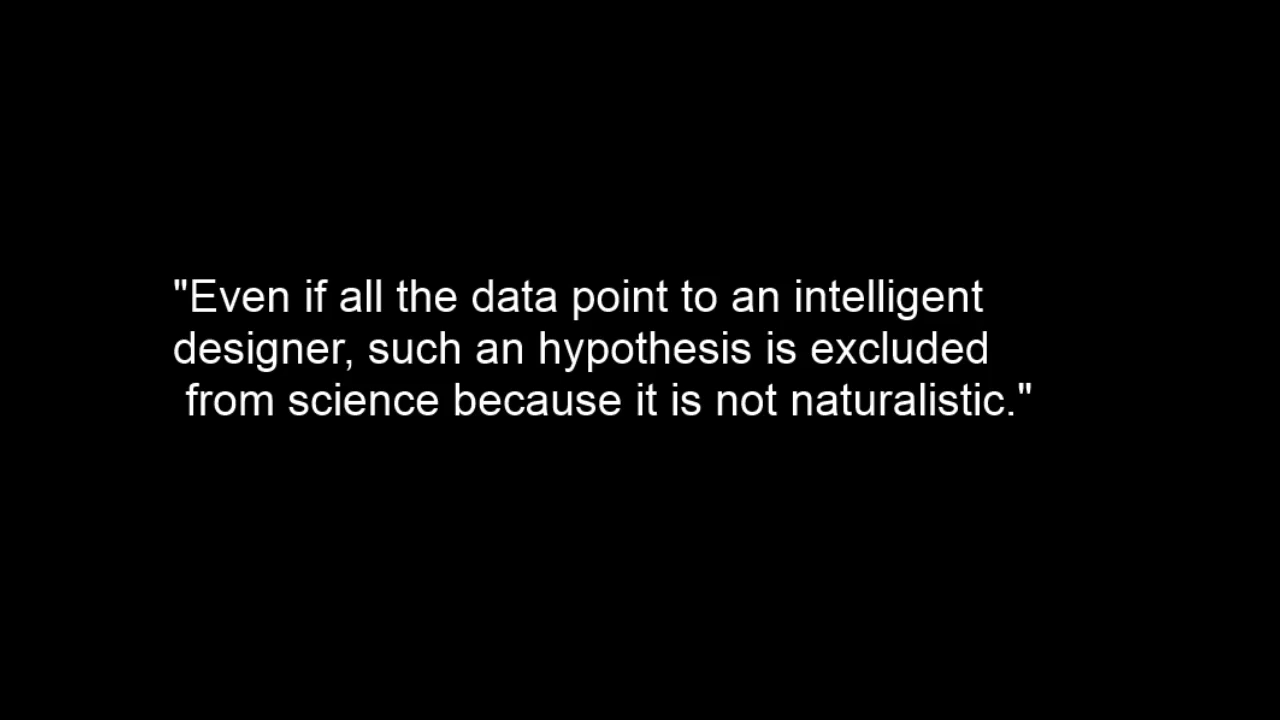 "Even if all the data point to an intelligent
designer, such an hypothesis is excluded
from science because it is not naturalistic."